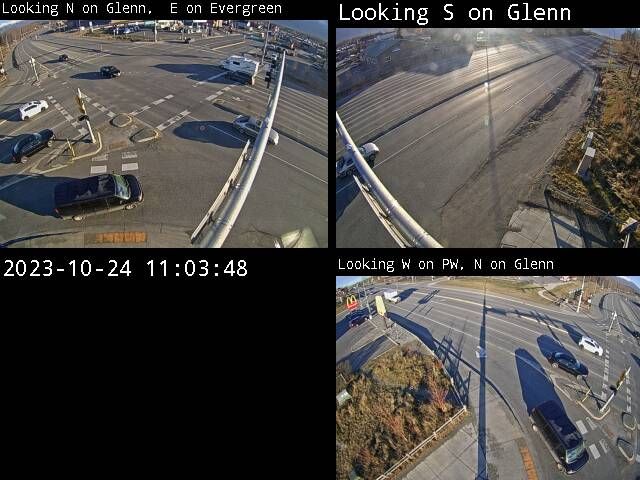 Looking N on Glenn,  E on Evergreen
Looking S on Glenn
2023-10-24 11:03:48
Looking W on PW, N on Glenn